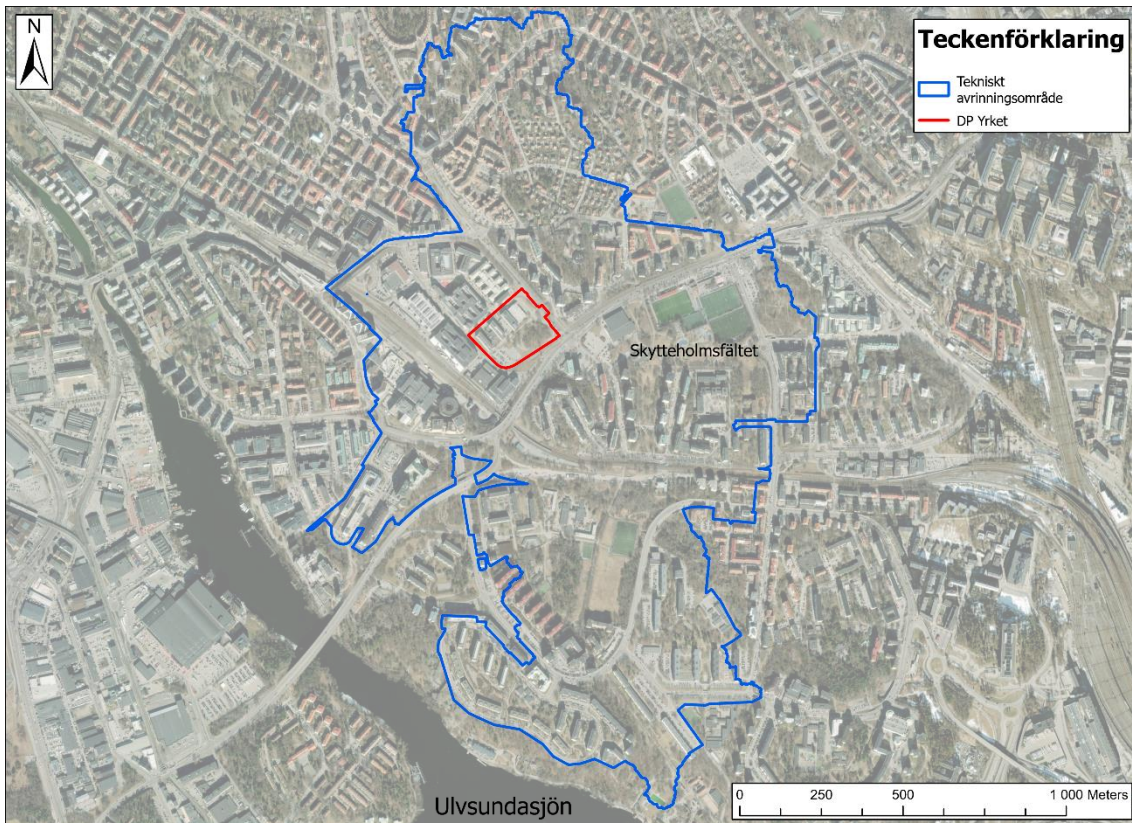 N
Teckenförklaring
Tekniskt
avrinningsområde
DP Yrket
Skytteholmsfältet
Ulvsundasjön
0 250 500 1 000 Meters